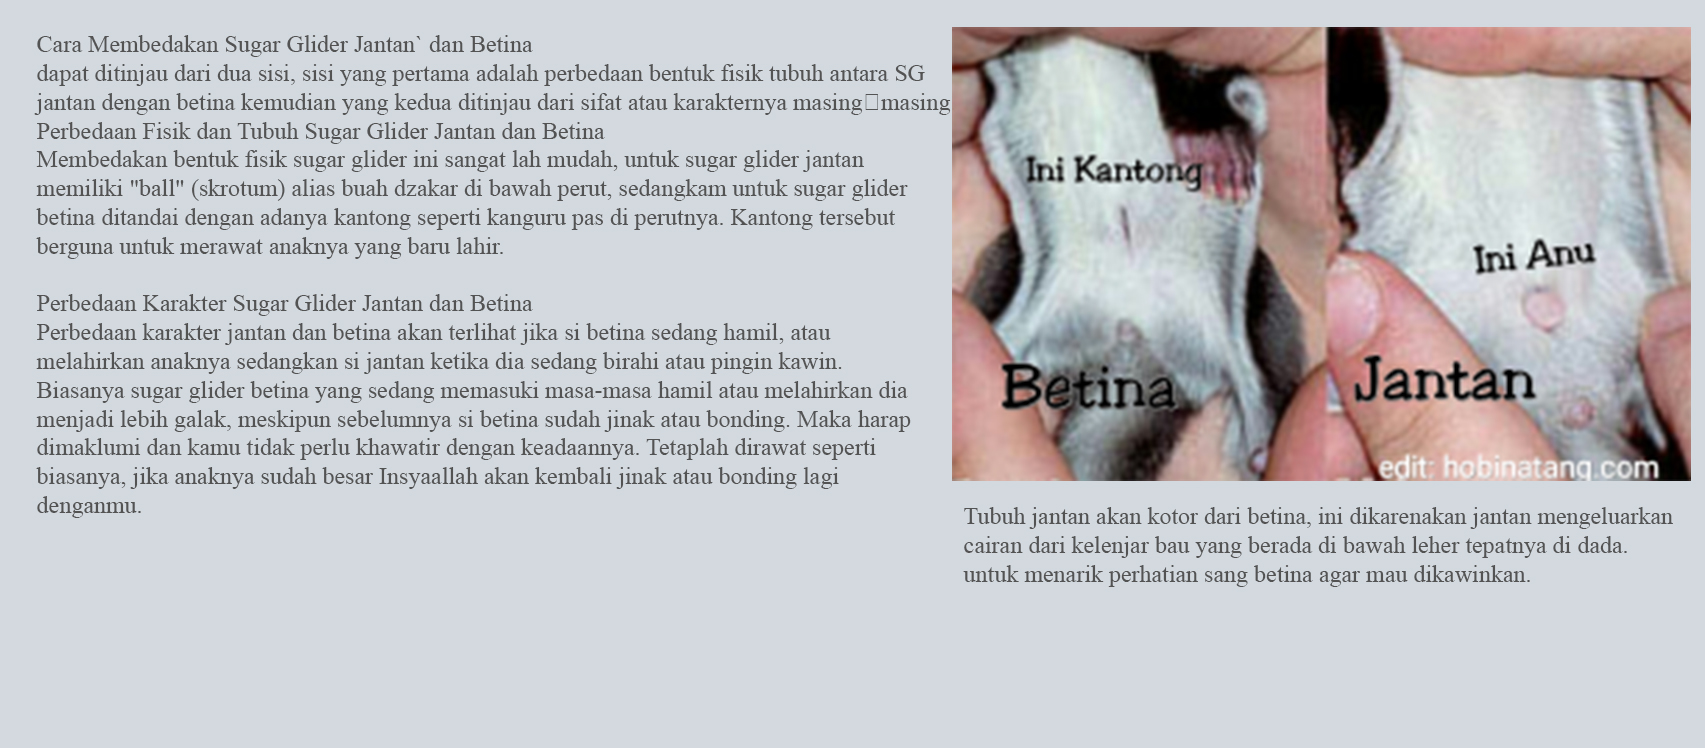 Cara Membedakan Sugar Glider Jantan` dan Betina
dapat ditinjau dari dua sisi, sisi yang pertama adalah perbedaan bentuk fisik tubuh antara SG
jantan dengan betina kemudian yang kedua ditinjau dari sifat atau karakternya masing□masing
Perbedaan Fisik dan Tubuh Sugar Glider Jantan dan Betina
Membedakan bentuk fisik sugar glider ini sangat lah mudah, untuk sugar glider jantan
memiliki "ball" (skrotum) alias buah dzakar di bawah perut, sedangkam untuk sugar glider
betina ditandai dengan adanya kantong seperti kanguru pas di perutnya. Kantong tersebut
berguna untuk merawat anaknya yang baru lahir.

Perbedaan Karakter Sugar Glider Jantan dan Betina
Perbedaan karakter jantan dan betina akan terlihat jika si betina sedang hamil, atau
melahirkan anaknya sedangkan si jantan ketika dia sedang birahi atau pingin kawin.
Biasanya sugar glider betina yang sedang memasuki masa-masa hamil atau melahirkan dia
menjadi lebih galak, meskipun sebelumnya si betina sudah jinak atau bonding. Maka harap
dimaklumi dan kamu tidak perlu khawatir dengan keadaannya. Tetaplah dirawat seperti
biasanya, jika anaknya sudah besar Insyaallah akan kembali jinak atau bonding lagi
denganmu.
Ini Kantong
Betina
Ini Anu
Jantan
edit: hobinatang.com
Tubuh jantan akan kotor dari betina, ini dikarenakan jantan mengeluarkan
cairan dari kelenjar bau yang berada di bawah leher tepatnya di dada.
untuk menarik perhatian sang betina agar mau dikawinkan.